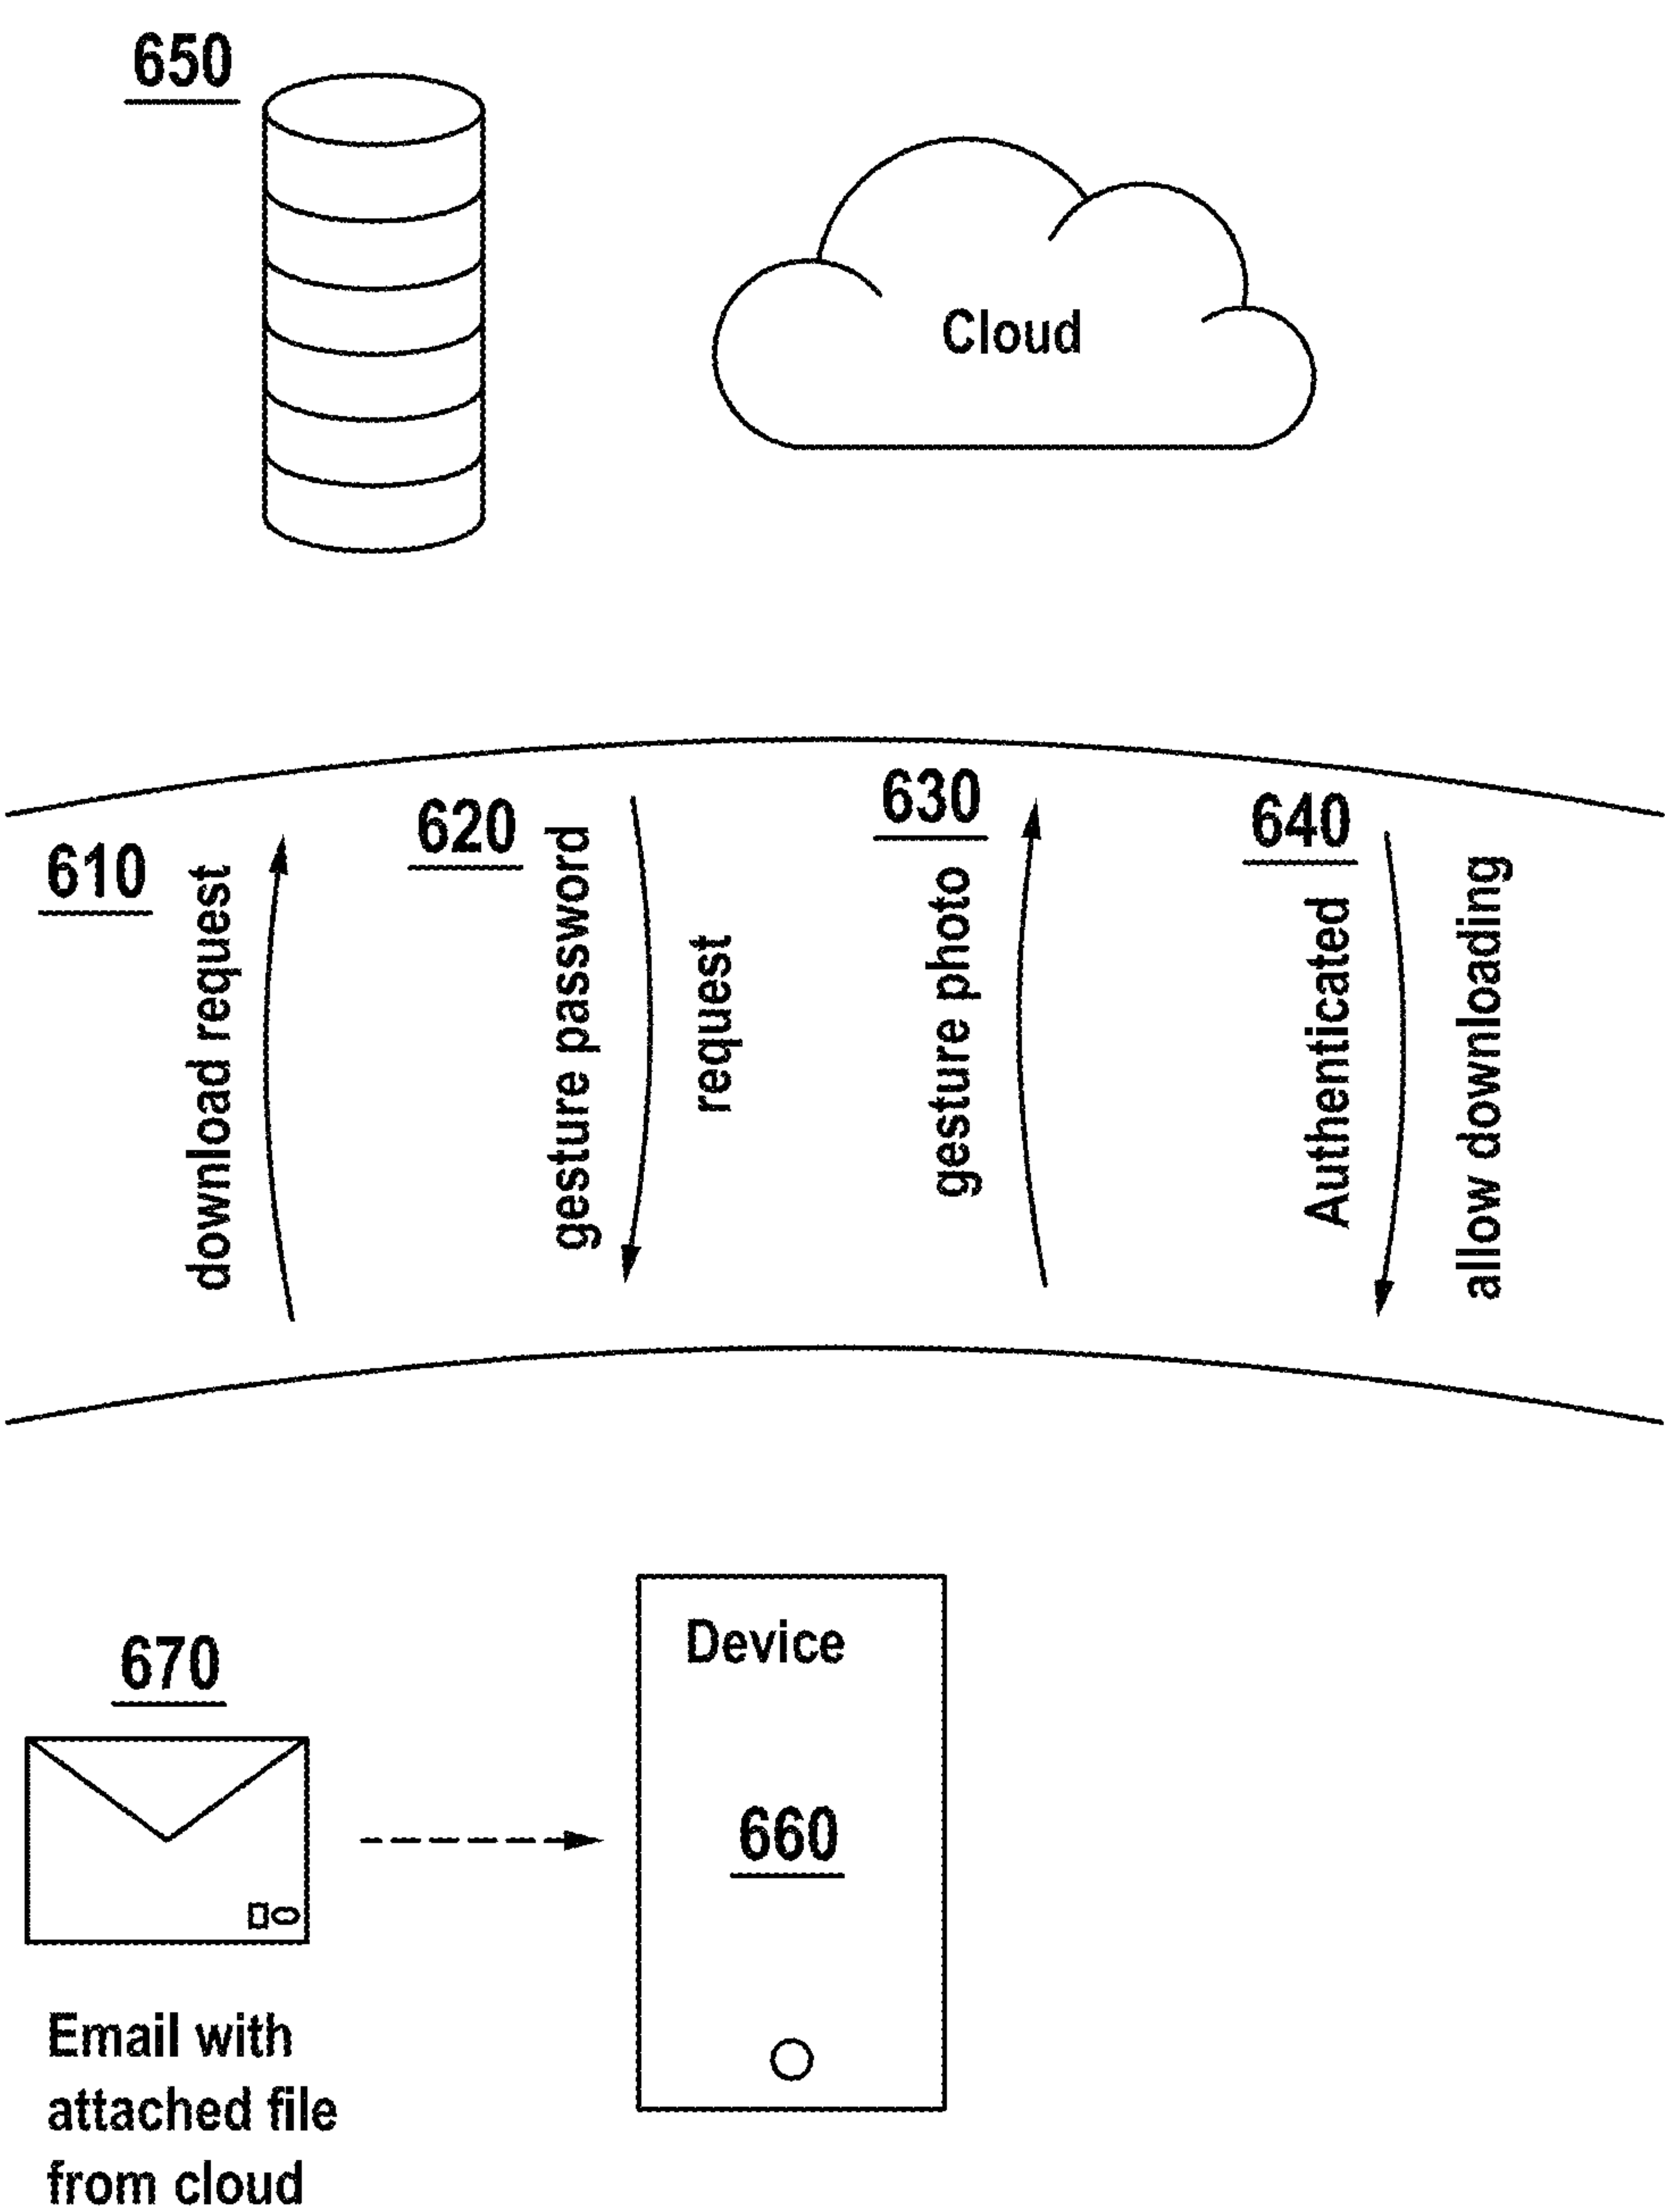 650
Cloud
610
download request
620
gesture password
request
630
gesture photo
640
Authenticated
allow downloading
670
Email with
attached file
from cloud
Device
660